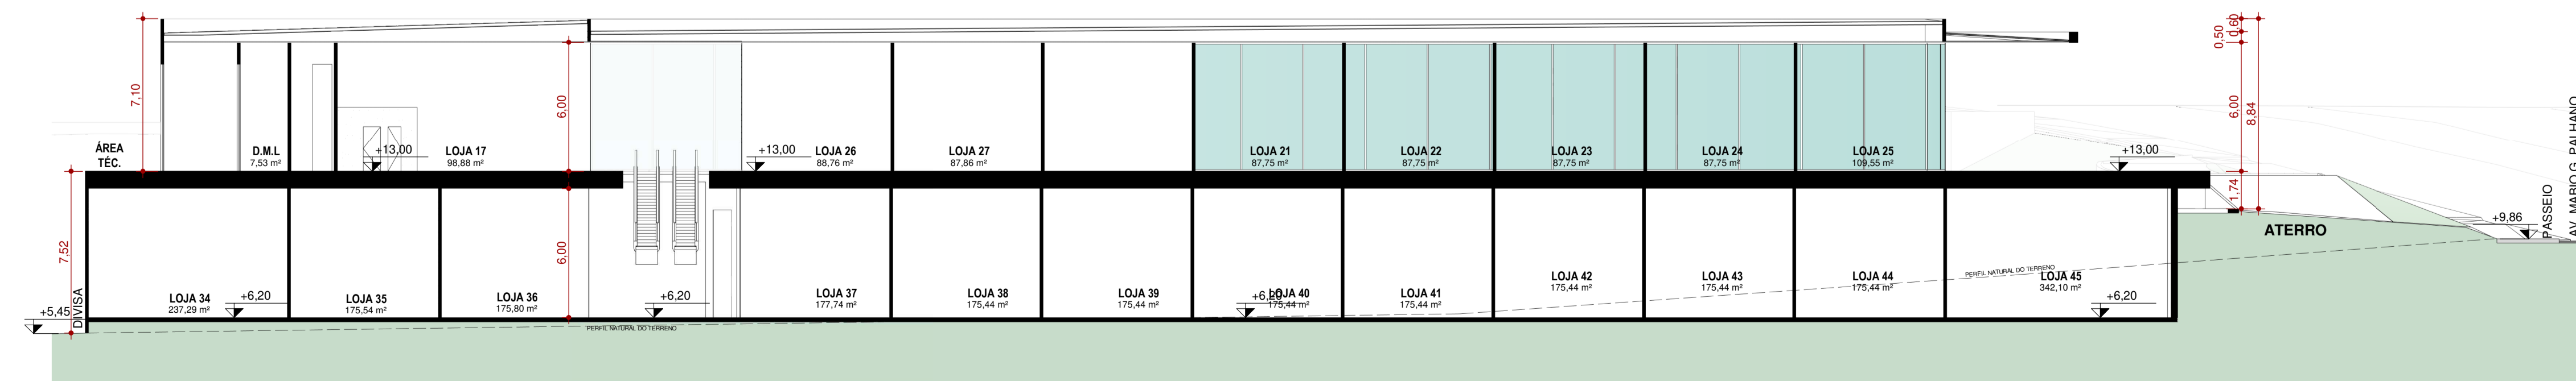 0,60
0,50
7,10
6,00
6,00
8,84
AV. MARIO G. PALHANO
ÁREA
TÉC.
D.M.L
7,53 m²
+13,00
LOJA 17
98,88 m²
+13,00
LOJA 26
88,76 m²
LOJA 27
87,86 m²
LOJA 21
87,75 m²
LOJA 22
87,75 m²
LOJA 23
87,75 m²
LOJA 24
87,75 m²
LOJA 25
109,55 m²
+13,00
1,74
PASSEIO
+9,86
ATERRO
7,52
6,00
DIVISA
+5,45
LOJA 34
237,29 m²
+6,20
LOJA 35
175,54 m²
LOJA 36
175,80 m²
+6,20
LOJA 37
177,74 m²
LOJA 38
175,44 m²
LOJA 39
175,44 m²
+6,20
LOJA 40
175,44 m²
LOJA 41
175,44 m²
LOJA 42
175,44 m²
LOJA 43
175,44 m²
LOJA 44
175,44 m²
PERFIL NATURAL DO TERRENO
LOJA 45
342,10 m²
+6,20
PERFIL NATURAL DO TERRENO